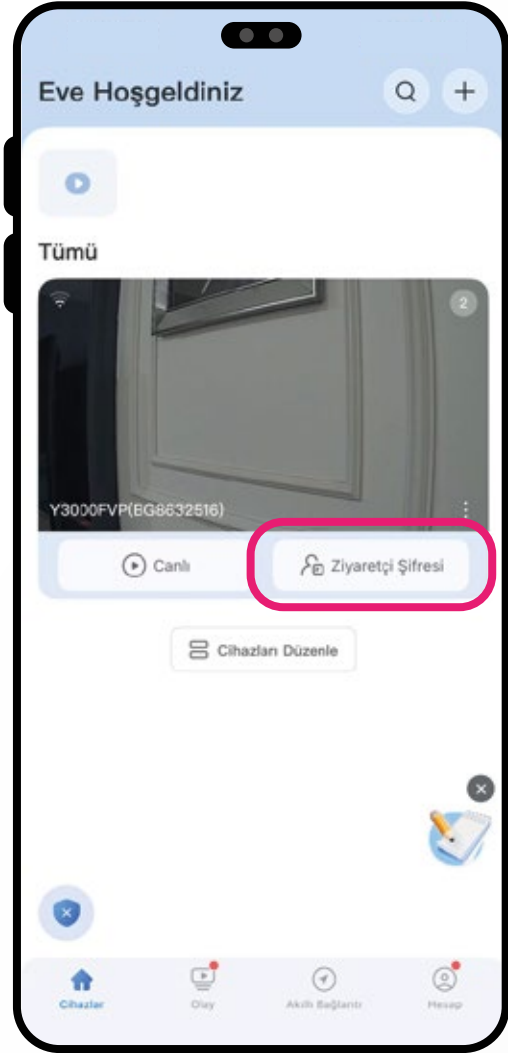 Eve Hoşgeldiniz
Tümü
2
Y3000FVP(BG8632516)
Canlı
Ziyaretçi Şifresi
Cihazları Düzenle
Cihazlar
Olay
Akıllı Bağlantı
Hesap